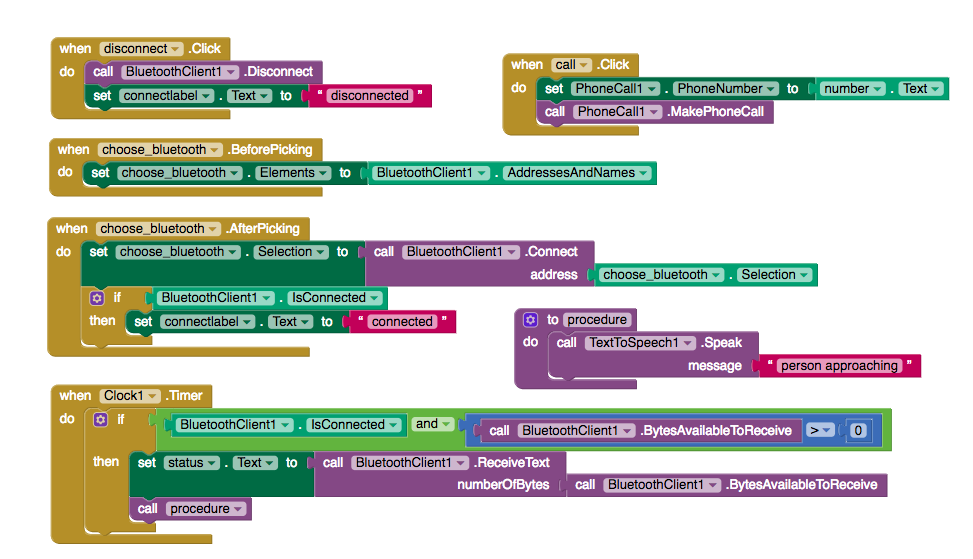 when disconnect .Click
do call BluetoothClient1 .Disconnect
set connectlabel . Text to " disconnected "
when call .Click
do set PhoneCall1 . PhoneNumber to number . Text
call PhoneCall1 .MakePhoneCall
when choose_bluetooth .BeforePicking
do set choose_bluetooth . Elements to BluetoothClient1 . AddressesAndNames
when choose_bluetooth .AfterPicking
do set choose_bluetooth . Selection to call BluetoothClient1 .Connect
address choose_bluetooth . Selection
if BluetoothClient1 . IsConnected
then set connectlabel . Text to " connected "
to procedure
do call TextToSpeech1 .Speak
message " person approaching "
when Clock1 .Timer
do if BluetoothClient1 . IsConnected and call BluetoothClient1 .BytesAvailableToReceive > 0
then set status . Text to call BluetoothClient1 .ReceiveText
numberOfBytes call BluetoothClient1 .BytesAvailableToReceive
call procedure